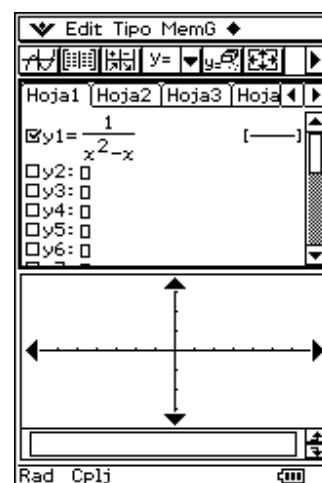 Edit Tipo MemG
y= y=
Hoja1 Hoja2 Hoja3 Hoja
y1= 1 / x²-x [—]
y2:
y3:
y4:
y5:
y6:
Rad Cplj